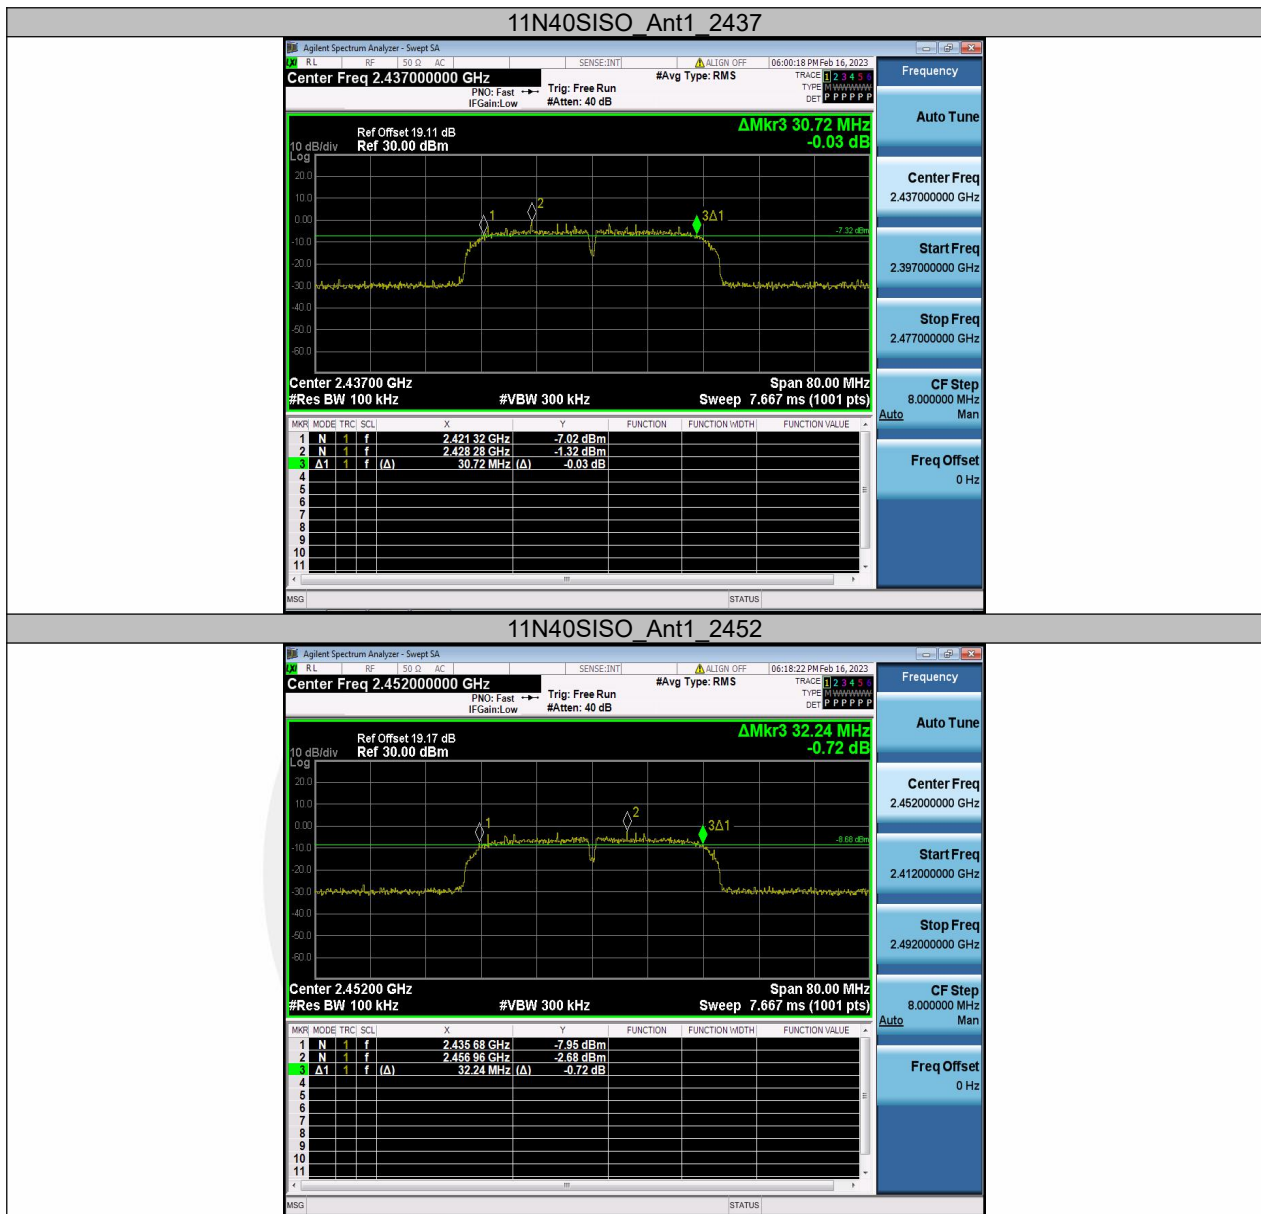 11N40SISO_Ant1_2437
Agilent Spectrum Analyzer - Swept SA
RL RF 50 Ω AC SENSE:INT ALIGN OFF 06:00:18 PM Feb 16, 2023
Center Freq 2.437000000 GHz #Avg Type: RMS TRACE 1 2 3 4 5 6
PNO: Fast Trig: Free Run TYPE M W W W W W
IFGain:Low #Atten: 40 dB DET P P P P P P
Frequency
Auto Tune
Center Freq
2.437000000 GHz
Start Freq
2.397000000 GHz
Stop Freq
2.477000000 GHz
CF Step
8.000000 MHz
Auto Man
Freq Offset
0 Hz
ΔMkr3 30.72 MHz
-0.03 dB
Ref Offset 19.11 dB
10 dB/div Ref 30.00 dBm
Log
20.0
10.0
0.00
-10.0
-20.0
-30.0
-40.0
-50.0
-60.0
1
2
3Δ1
-7.32 dBm
Center 2.43700 GHz Span 80.00 MHz
#Res BW 100 kHz #VBW 300 kHz Sweep 7.667 ms (1001 pts)
MKR MODE TRC SCL X Y FUNCTION FUNCTION WIDTH FUNCTION VALUE
1 N 1 f 2.421 32 GHz -7.02 dBm
2 N 1 f 2.428 28 GHz -1.32 dBm
3 Δ1 1 f (Δ) 30.72 MHz (Δ) -0.03 dB
4
5
6
7
8
9
10
11
MSG STATUS
11N40SISO_Ant1_2452
Agilent Spectrum Analyzer - Swept SA
RL RF 50 Ω AC SENSE:INT ALIGN OFF 06:18:22 PM Feb 16, 2023
Center Freq 2.452000000 GHz #Avg Type: RMS TRACE 1 2 3 4 5 6
PNO: Fast Trig: Free Run TYPE M W W W W W
IFGain:Low #Atten: 40 dB DET P P P P P P
Frequency
Auto Tune
Center Freq
2.452000000 GHz
Start Freq
2.412000000 GHz
Stop Freq
2.492000000 GHz
CF Step
8.000000 MHz
Auto Man
Freq Offset
0 Hz
ΔMkr3 32.24 MHz
-0.72 dB
Ref Offset 19.17 dB
10 dB/div Ref 30.00 dBm
Log
20.0
10.0
0.00
-10.0
-20.0
-30.0
-40.0
-50.0
-60.0
1
2
3Δ1
-8.68 dBm
Center 2.45200 GHz Span 80.00 MHz
#Res BW 100 kHz #VBW 300 kHz Sweep 7.667 ms (1001 pts)
MKR MODE TRC SCL X Y FUNCTION FUNCTION WIDTH FUNCTION VALUE
1 N 1 f 2.435 68 GHz -7.95 dBm
2 N 1 f 2.456 96 GHz -2.68 dBm
3 Δ1 1 f (Δ) 32.24 MHz (Δ) -0.72 dB
4
5
6
7
8
9
10
11
MSG STATUS